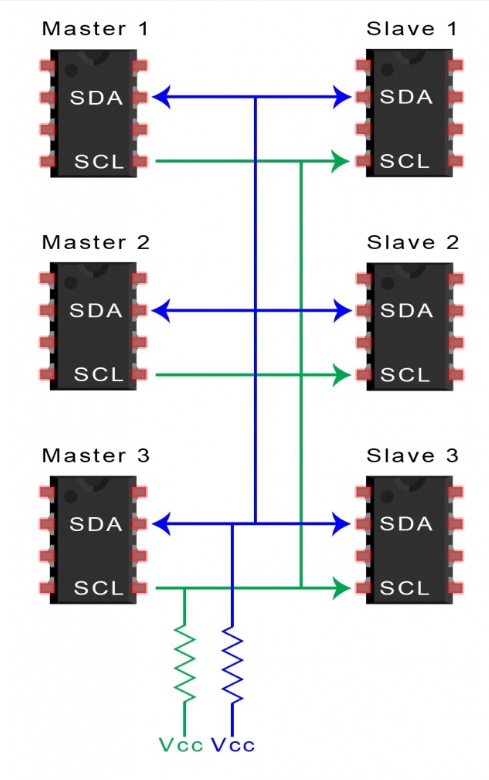 Master 1
Slave 1
SDA
SDA
SCL
SCL
Master 2
Slave 2
SDA
SDA
SCL
SCL
Master 3
Slave 3
SDA
SDA
SCL
SCL
Vcc Vcc